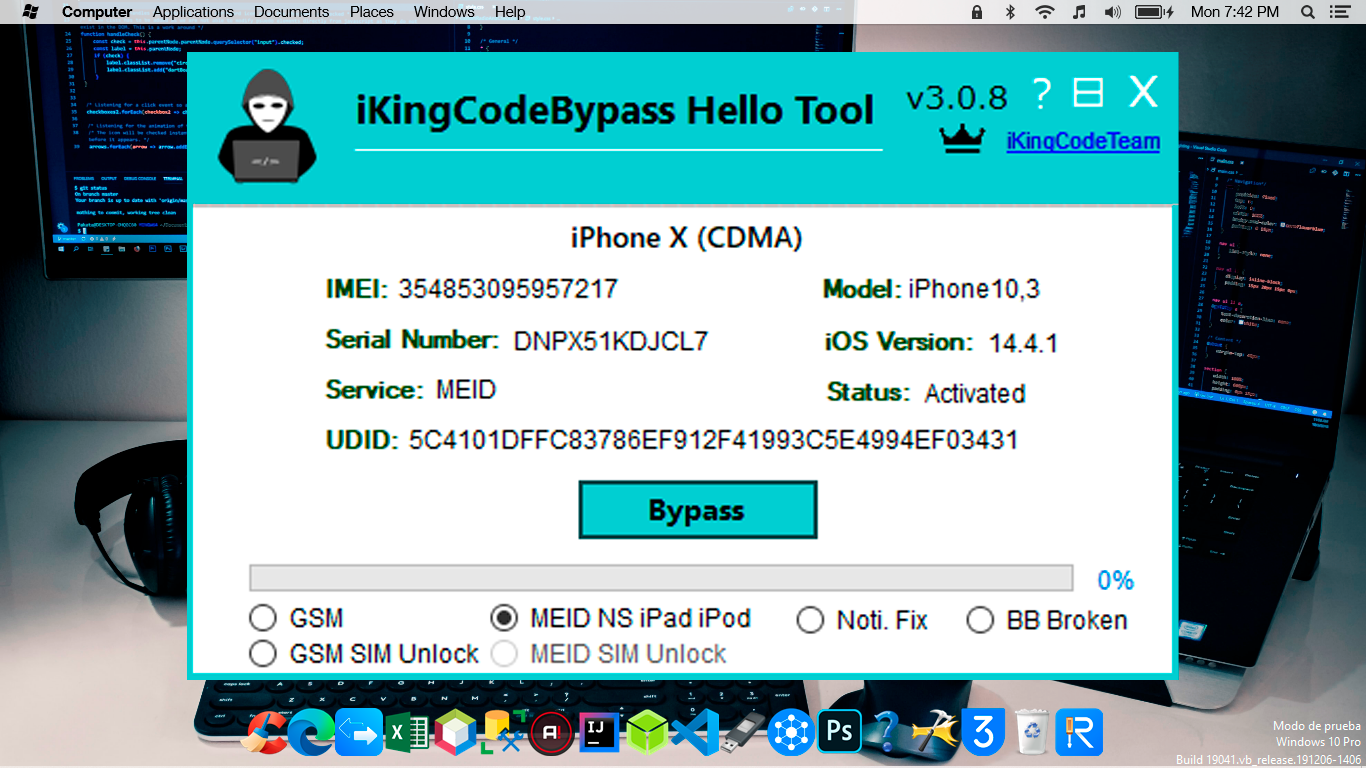 Computer Applications Documents Places Windows Help Mon 7:42 PM
iKingCodeBypass Hello Tool v3.0.8 ? X
iKingCodeTeam
iPhone X (CDMA)
IMEI: 354853095957217 Model: iPhone10,3
Serial Number: DNPX51KDJCL7 iOS Version: 14.4.1
Service: MEID Status: Activated
UDID: 5C4101DFFC83786EF912F41993C5E4994EF03431
Bypass
0%
GSM MEID NS iPad iPod Noti. Fix BB Broken
GSM SIM Unlock MEID SIM Unlock
Modo de prueba
Windows 10 Pro
Build 19041.vb_release.191206-1406